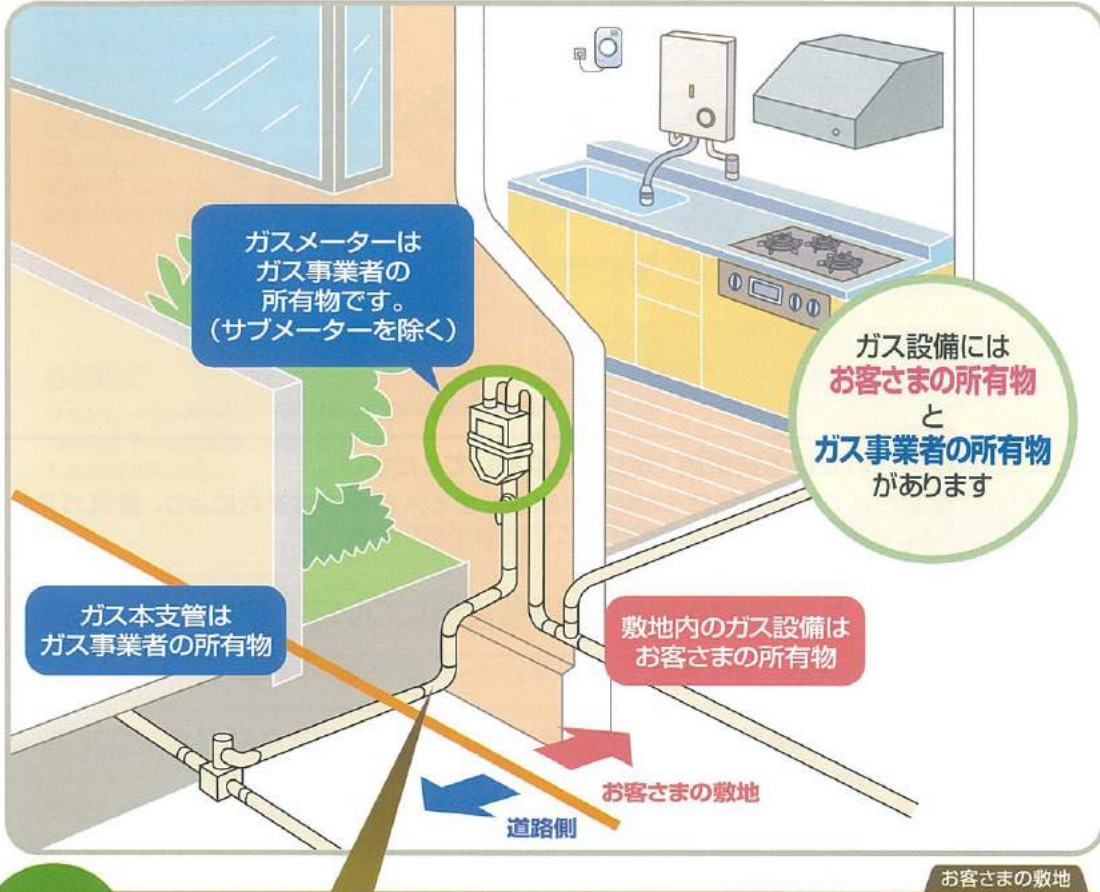 ガスメーターは
ガス事業者の
所有物です。
（サブメーターを除く）
ガス設備には
お客さまの所有物
と
ガス事業者の所有物
があります
ガス本支管は
ガス事業者の所有物
敷地内のガス設備は
お客さまの所有物
お客さまの敷地
道路側
お客さまの敷地